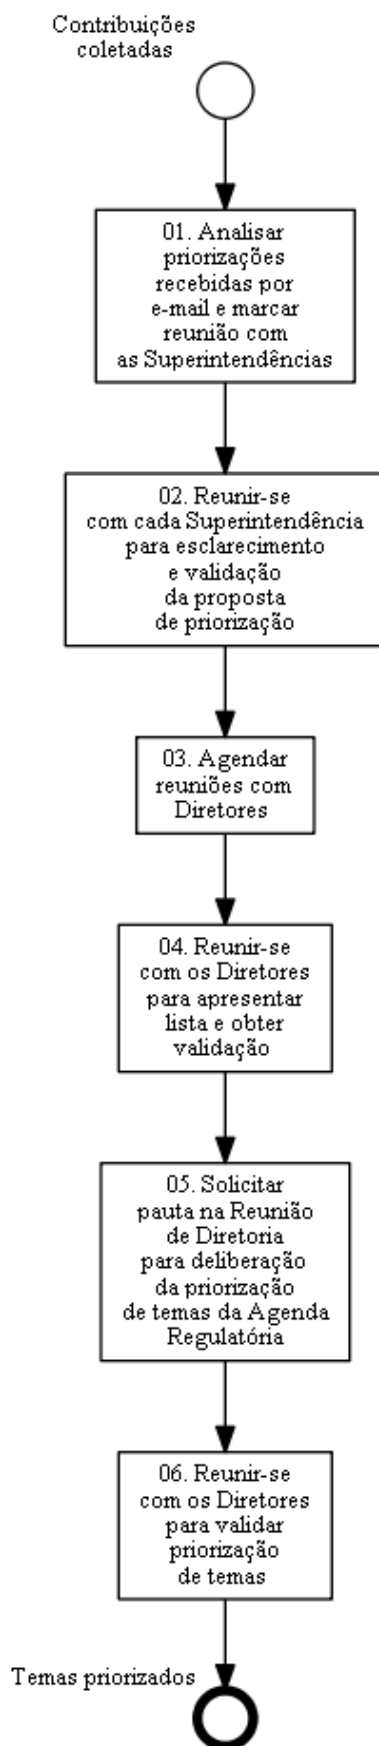 Contribuições
coletadas
01. Analisar
priorizações
recebidas por
e-mail e marcar
reunião com
as Superintendências
02. Reunir-se
com cada Superintendência
para esclarecimento
e validação
da proposta
de priorização
03. Agendar
reuniões com
Diretores
04. Reunir-se
com os Diretores
para apresentar
lista e obter
validação
05. Solicitar
pauta na Reunião
de Diretoria
para deliberação
da priorização
de temas da Agenda
Regulatória
06. Reunir-se
com os Diretores
para validar
priorização
de temas
Temas priorizados